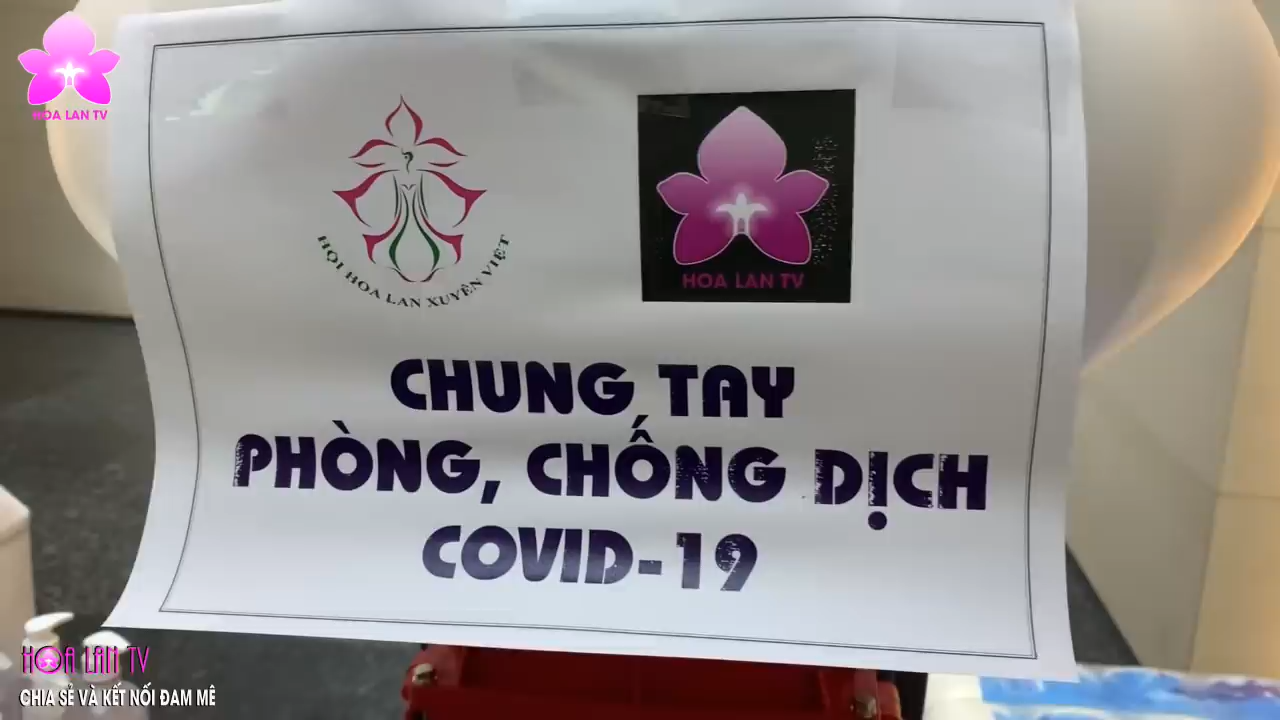 HOA LAN TV
HỘI HOA LAN XUYÊN VIỆT
HOA LAN TV
CHUNG TAY
PHÒNG, CHỐNG DỊCH
COVID-19
HOA LAN TV
CHIA SẺ VÀ KẾT NỐI ĐAM MÊ